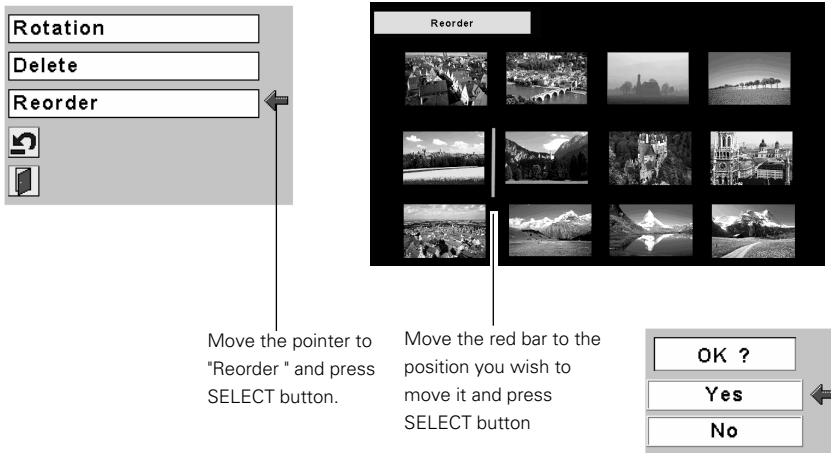 Rotation
Delete
Reorder
Reorder
Move the pointer to
"Reorder " and press
SELECT button.
Move the red bar to the
position you wish to
move it and press
SELECT button
OK ?
Yes
No